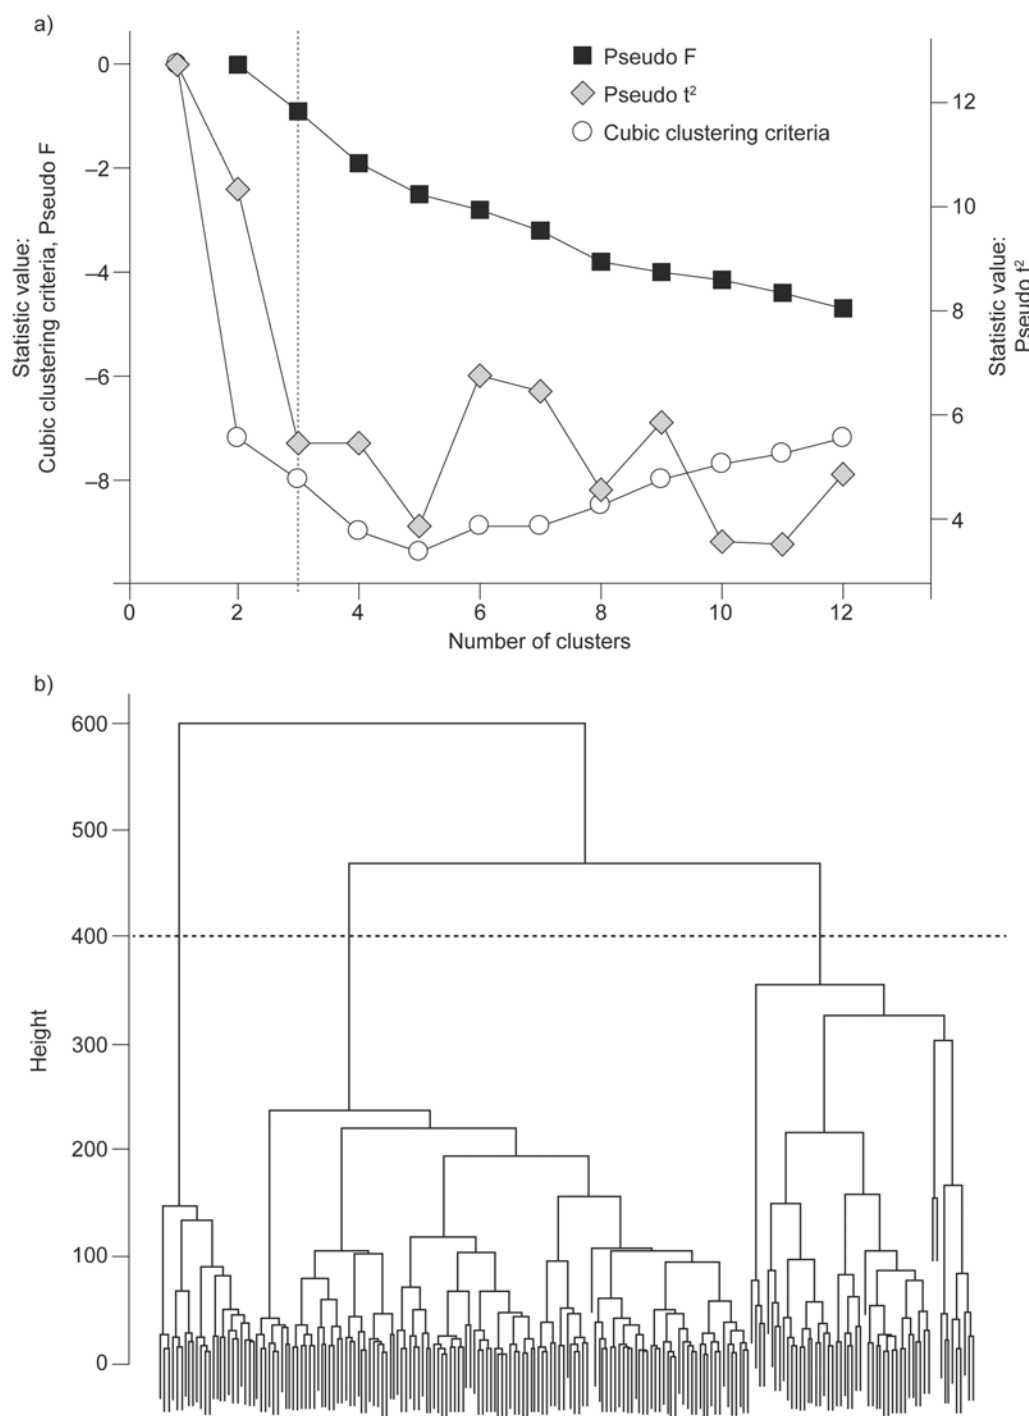 a)
Pseudo F
Pseudo t²
Cubic clustering criteria
Statistic value:
Cubic clustering criteria, Pseudo F
0
–2
–4
–6
–8
12
10
8
6
4
Statistic value:
Pseudo t²
0 2 4 6 8 10 12
Number of clusters
b)
Height
600
500
400
300
200
100
0